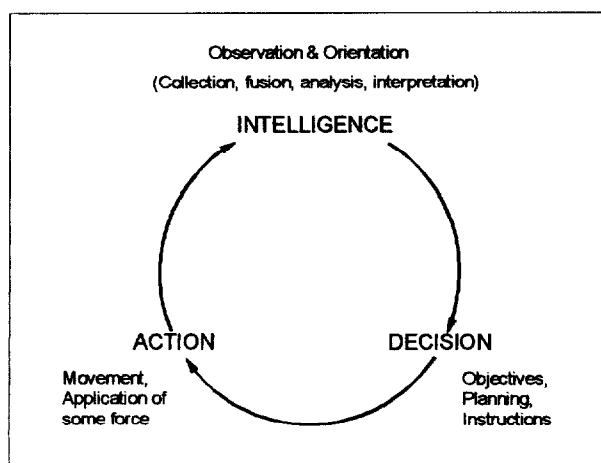 Observation & Orientation
(Collection, fusion, analysis, interpretation)
INTELLIGENCE
ACTION
DECISION
Movement,
Application of
some force
Objectives,
Planning,
Instructions